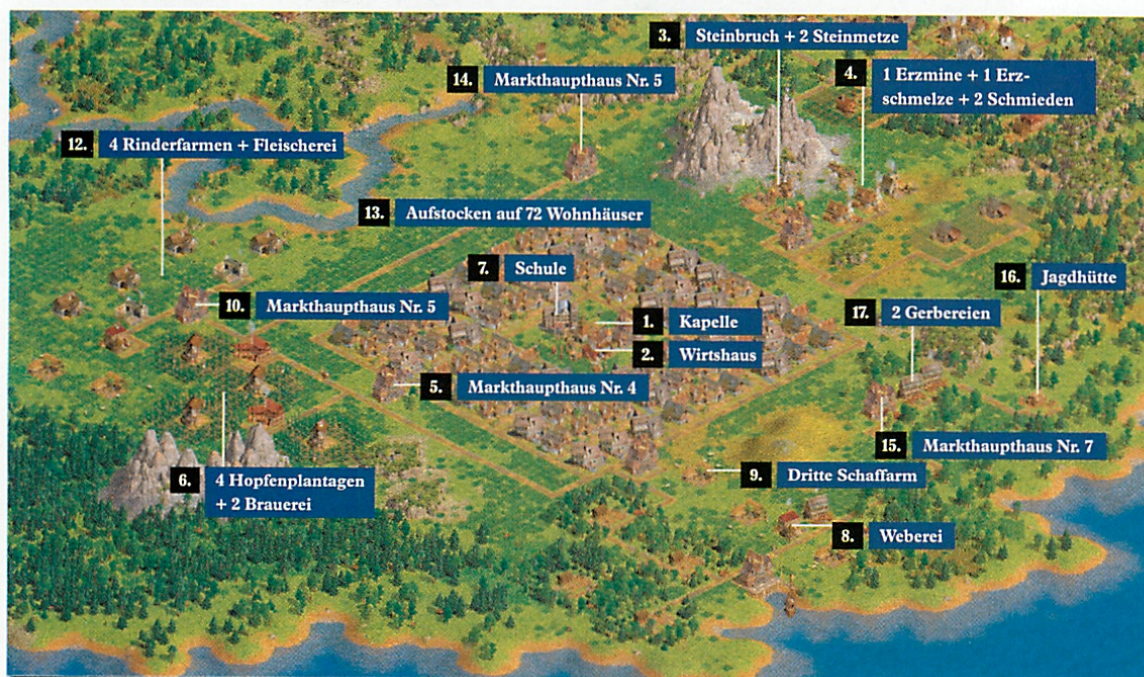 3. Steinbruch + 2 Steinmetze
14. Markthaupthaus Nr. 5
4. 1 Erzmine + 1 Erz-
schmelze + 2 Schmieden
12. 4 Rinderfarmen + Fleischerei
13. Aufstocken auf 72 Wohnhäuser
7. Schule
16. Jagdhütte
10. Markthaupthaus Nr. 5
1. Kapelle
17. 2 Gerbereien
2. Wirtshaus
5. Markthaupthaus Nr. 4
15. Markthaupthaus Nr. 7
6. 4 Hopfenplantagen
+ 2 Brauerei
9. Dritte Schaffarm
8. Weberei